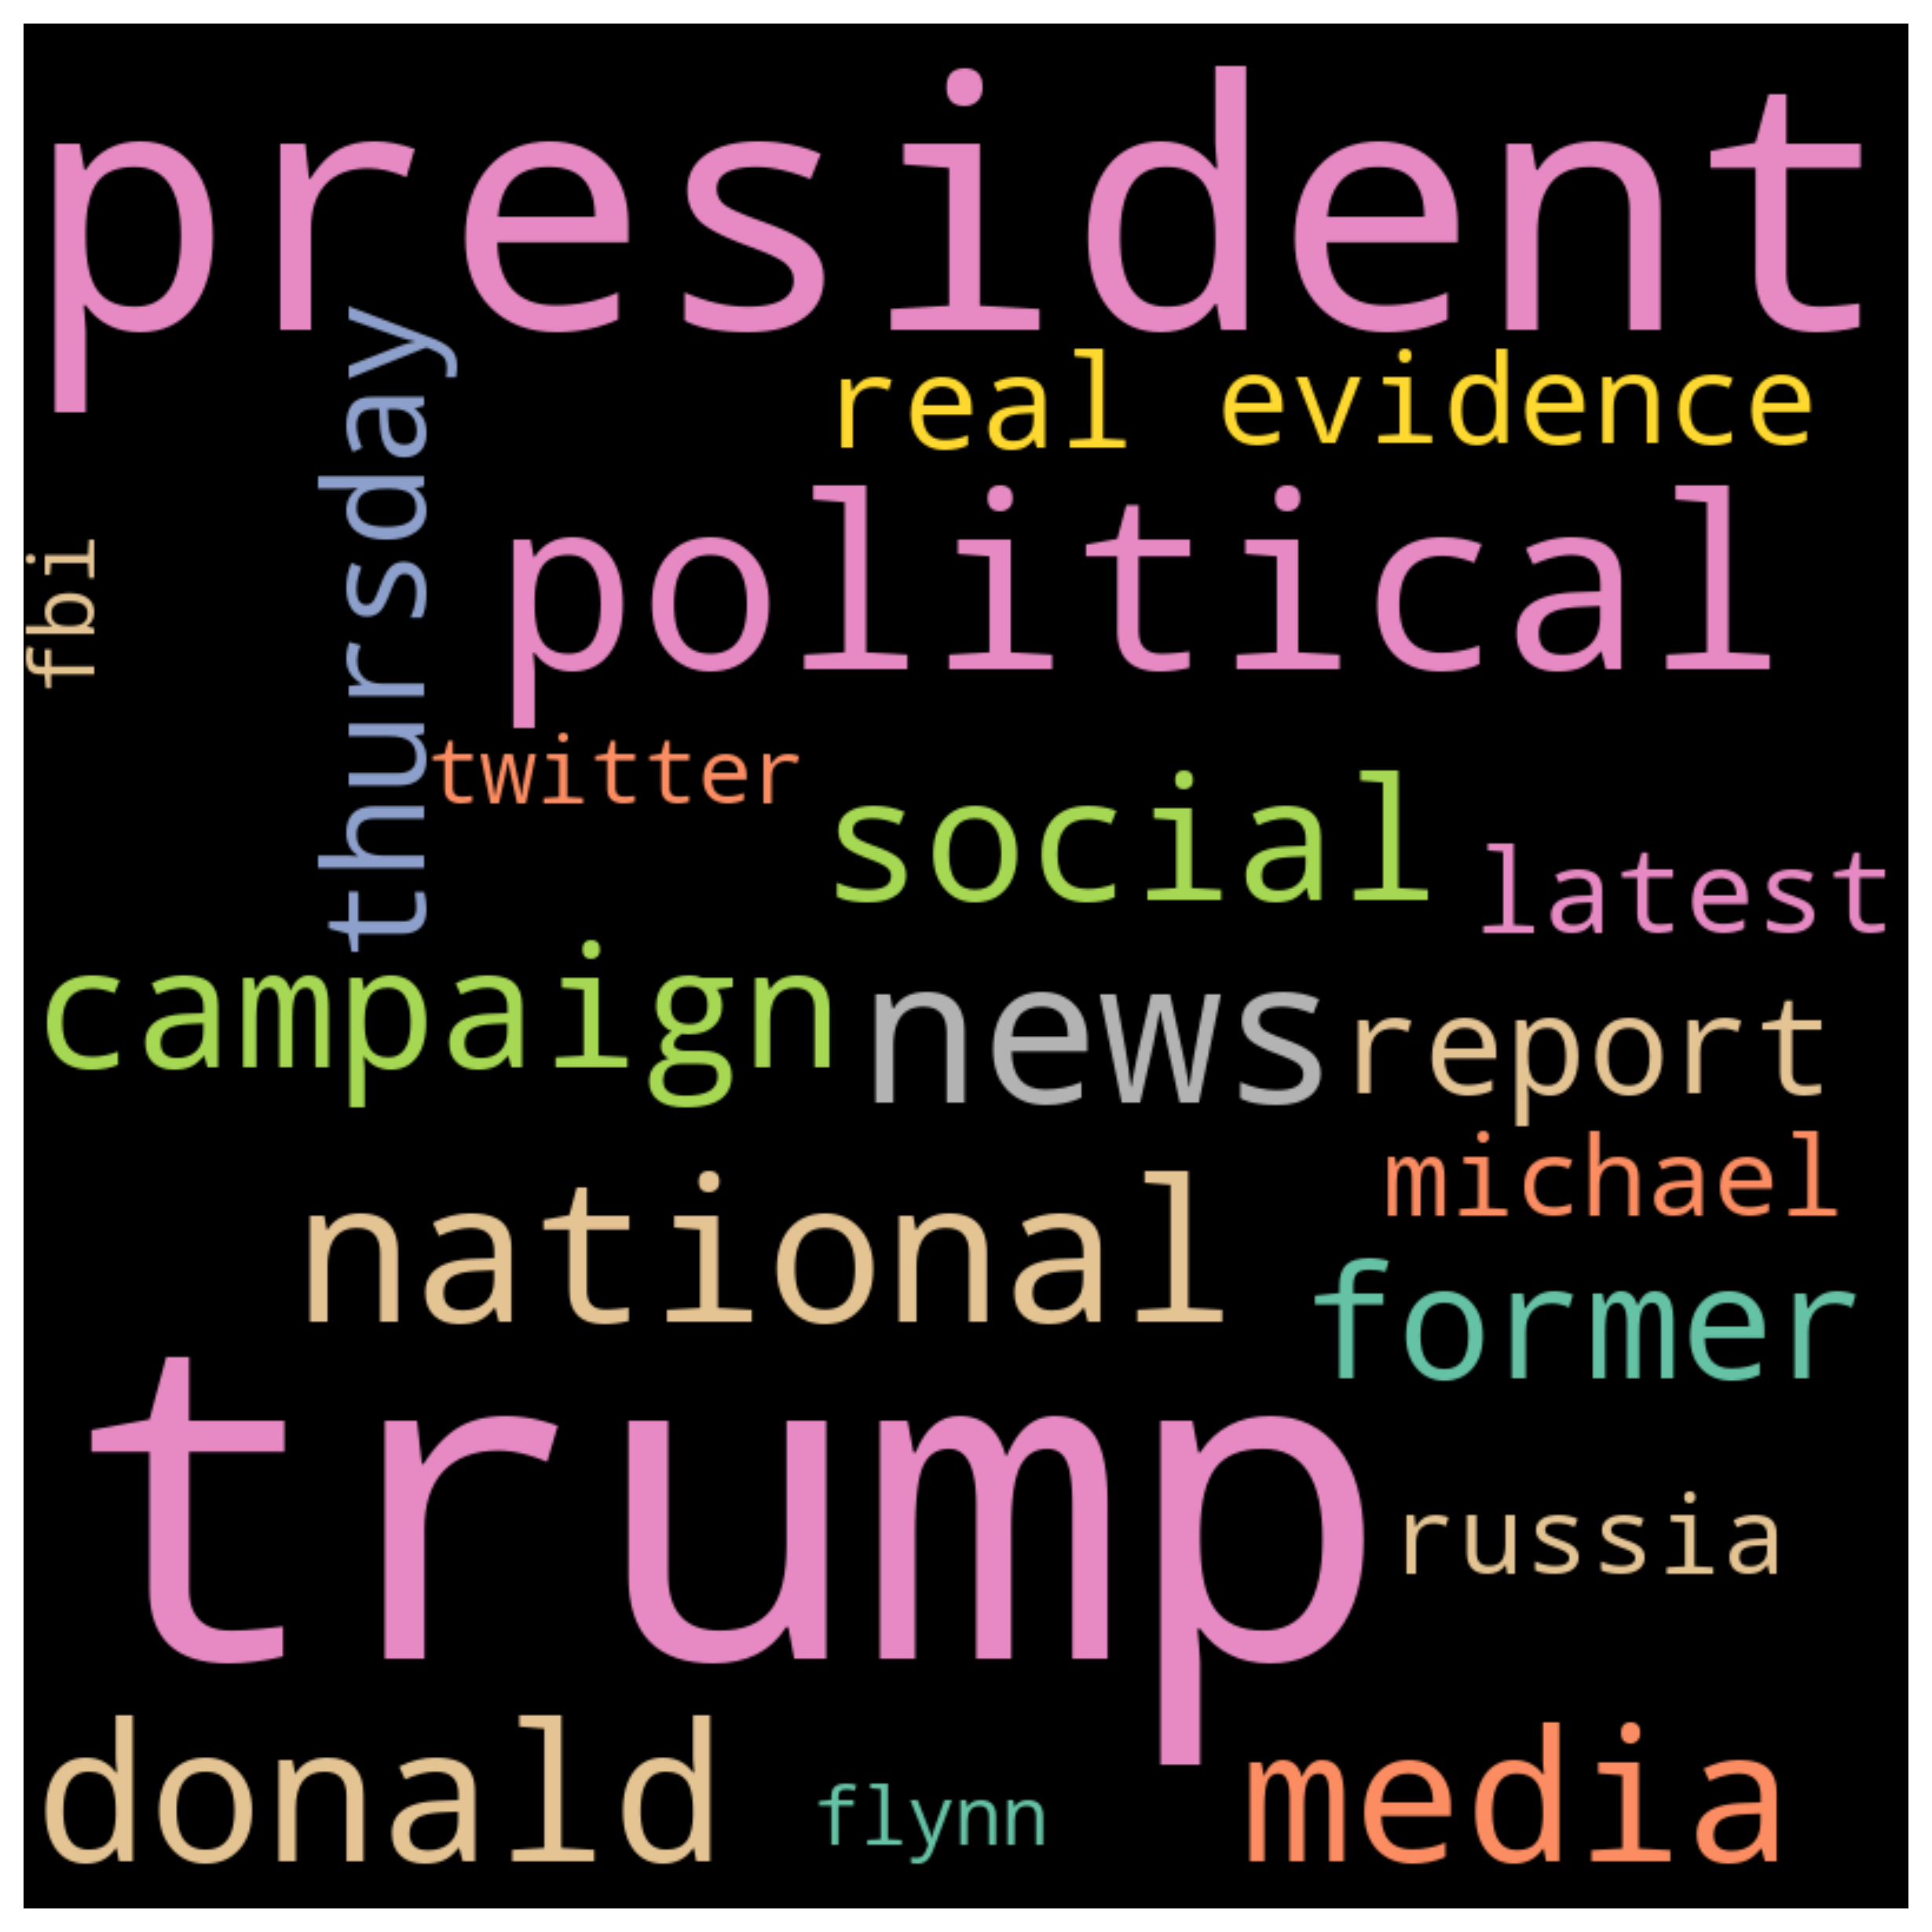 president
real evidence
thursday
political
fbi
twitter
social
latest
campaign
news
report
michael
national
former
trump
russia
donald
flynn
media